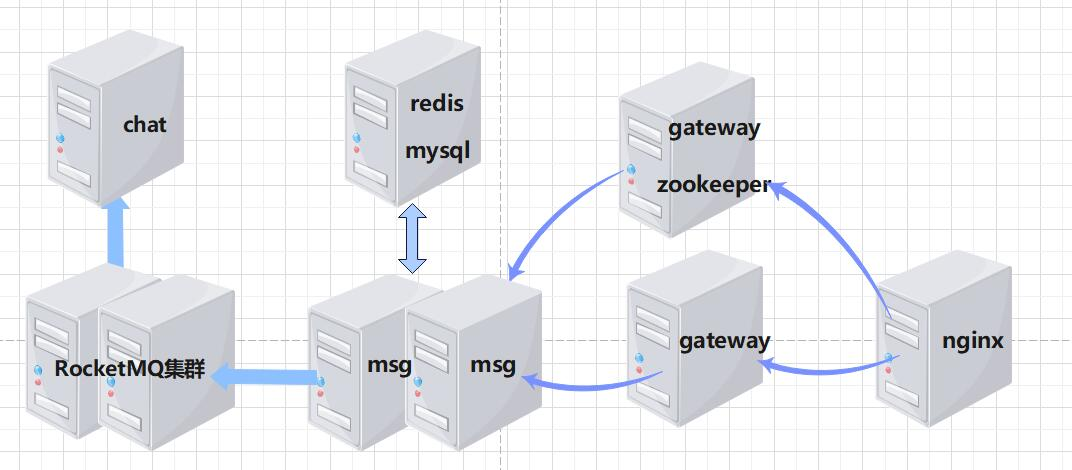 chat
redis
mysql
gateway
zookeeper
RocketMQ集群
msg
msg
gateway
nginx